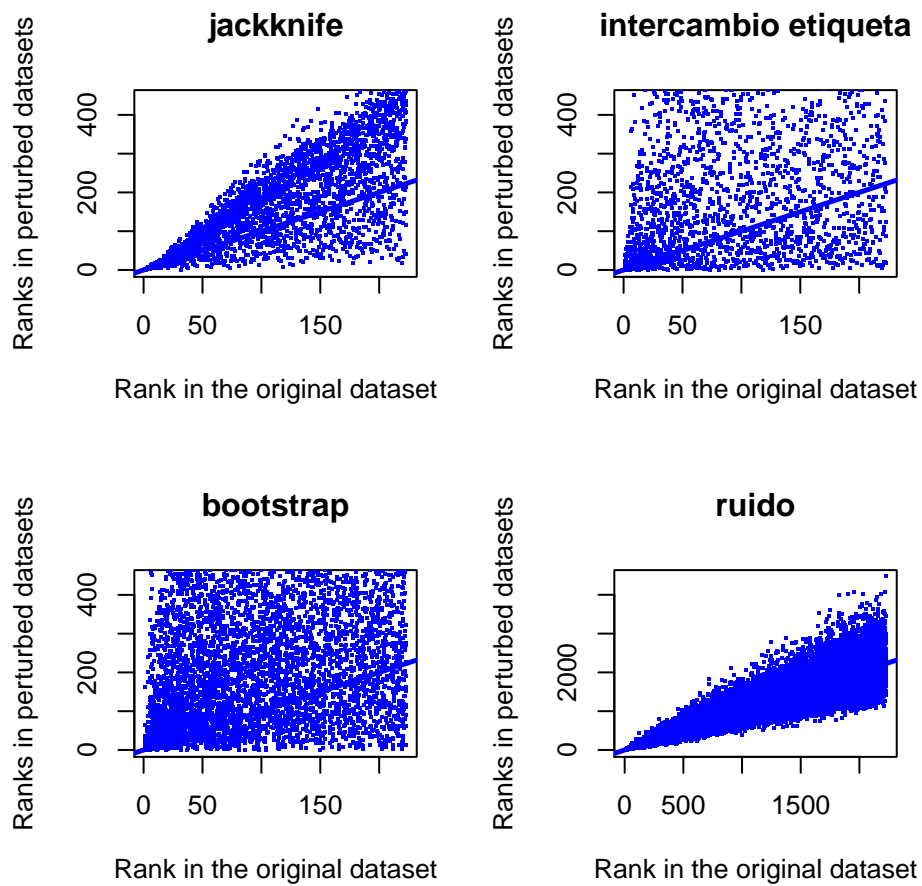 jackknife
Ranks in perturbed datasets
400
200
0
0 50 150
Rank in the original dataset
intercambio etiqueta
Ranks in perturbed datasets
400
200
0
0 50 150
Rank in the original dataset
bootstrap
Ranks in perturbed datasets
400
200
0
0 50 150
Rank in the original dataset
ruido
Ranks in perturbed datasets
2000
0
0 500 1500
Rank in the original dataset